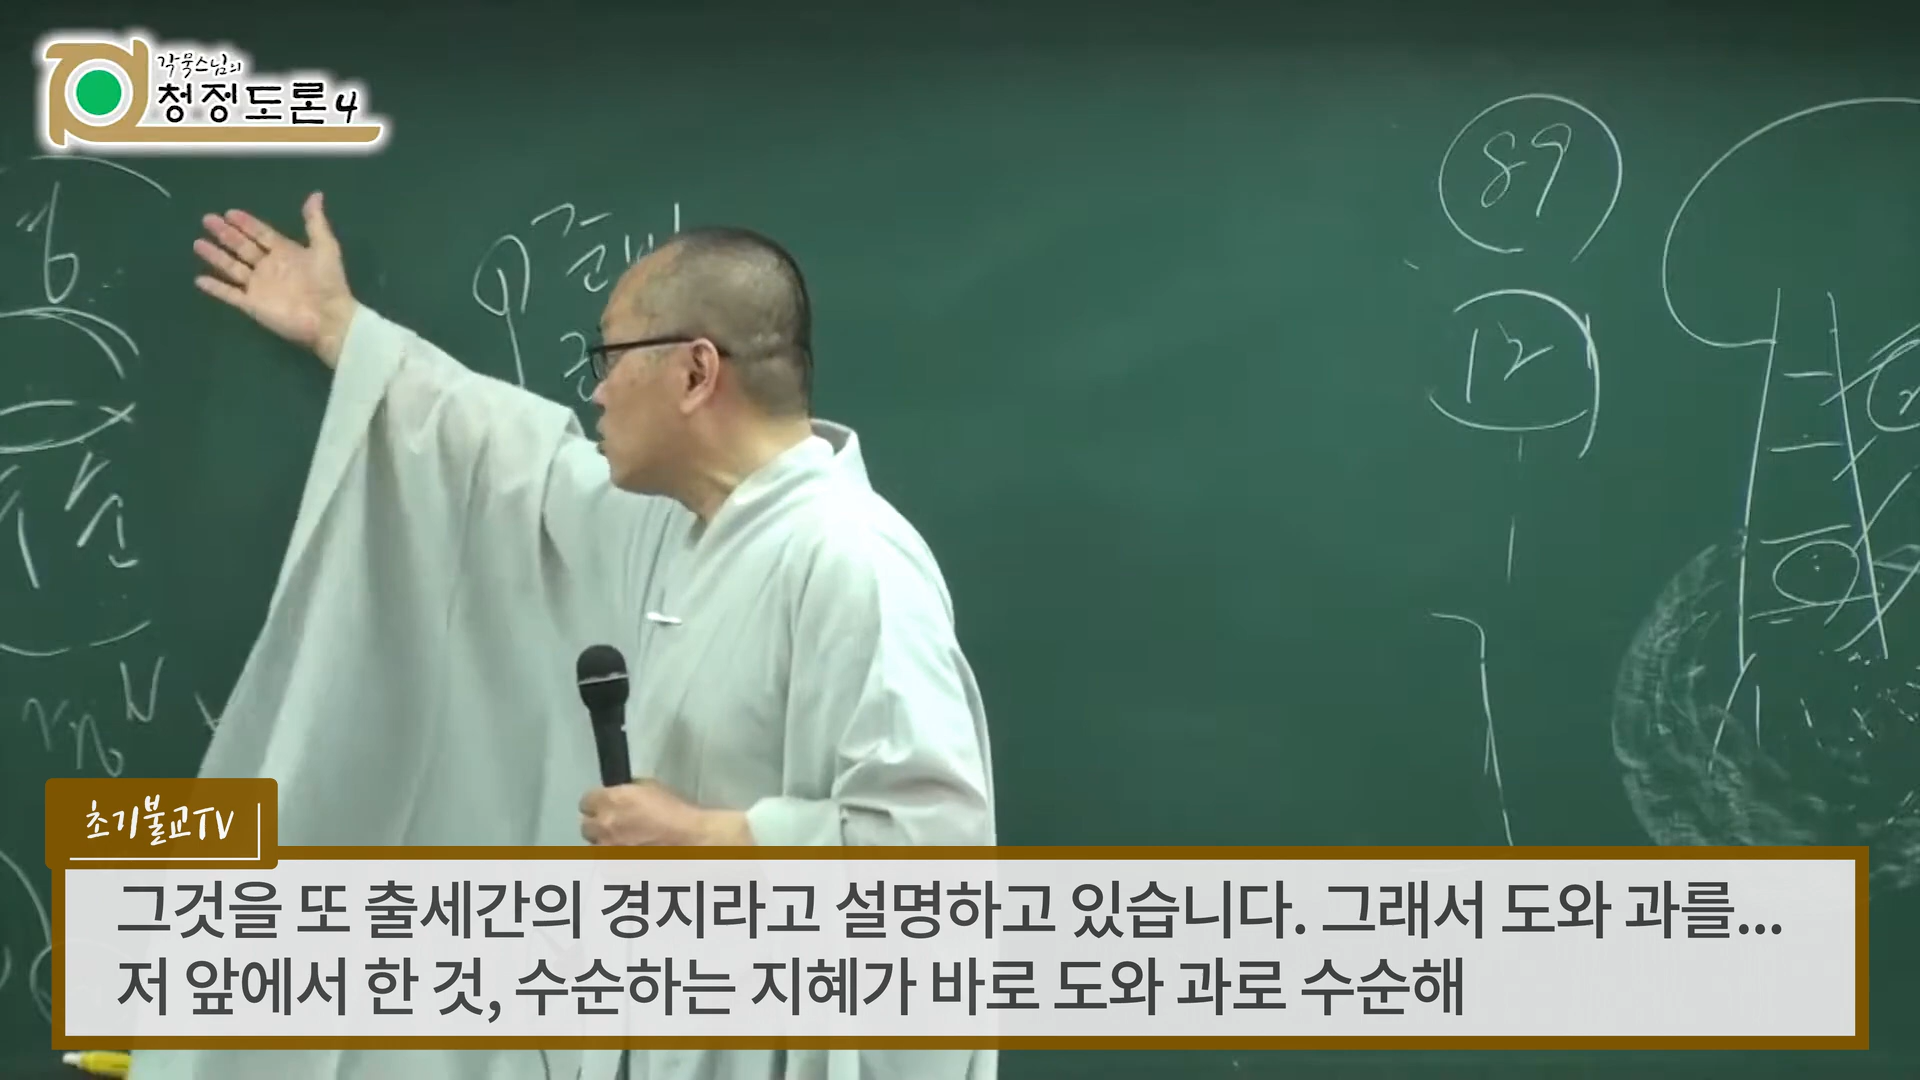 각묵스님의
청정도론4
89
12
수순
초기불교TV
그것을 또 출세간의 경지라고 설명하고 있습니다. 그래서 도와 과를...
저 앞에서 한 것, 수순하는 지혜가 바로 도와 과로 수순해